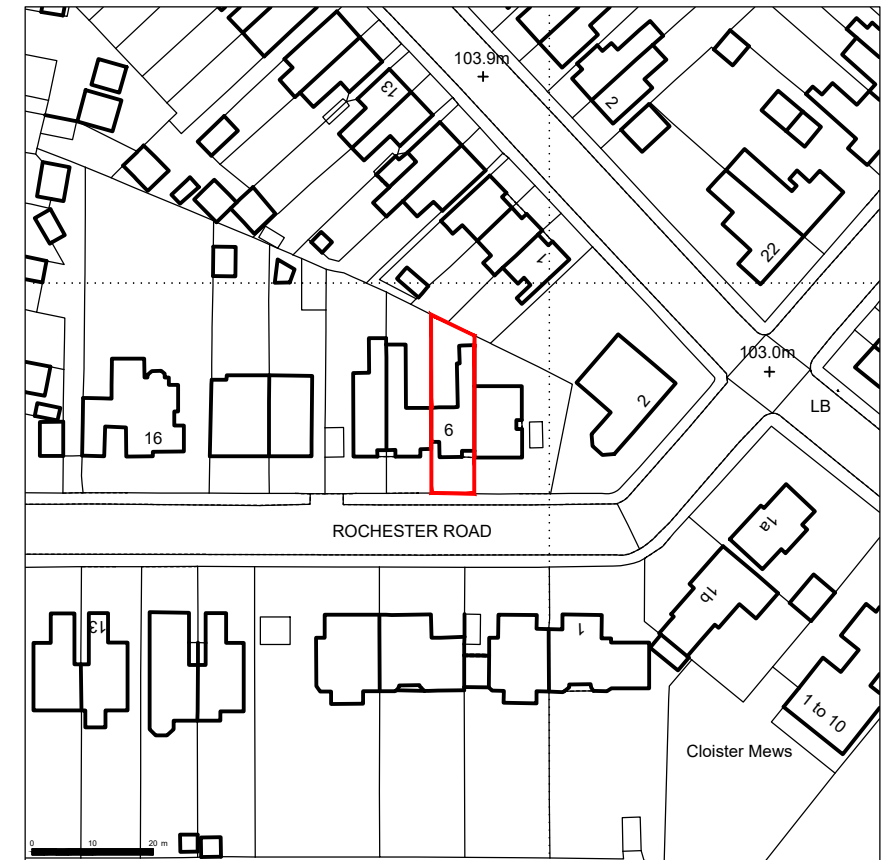 103.9m
13
2
22
1
103.0m
2
LB
16
6
ROCHESTER ROAD
1a
1b
13
1
1 to 10
Cloister Mews
0 10 20 m